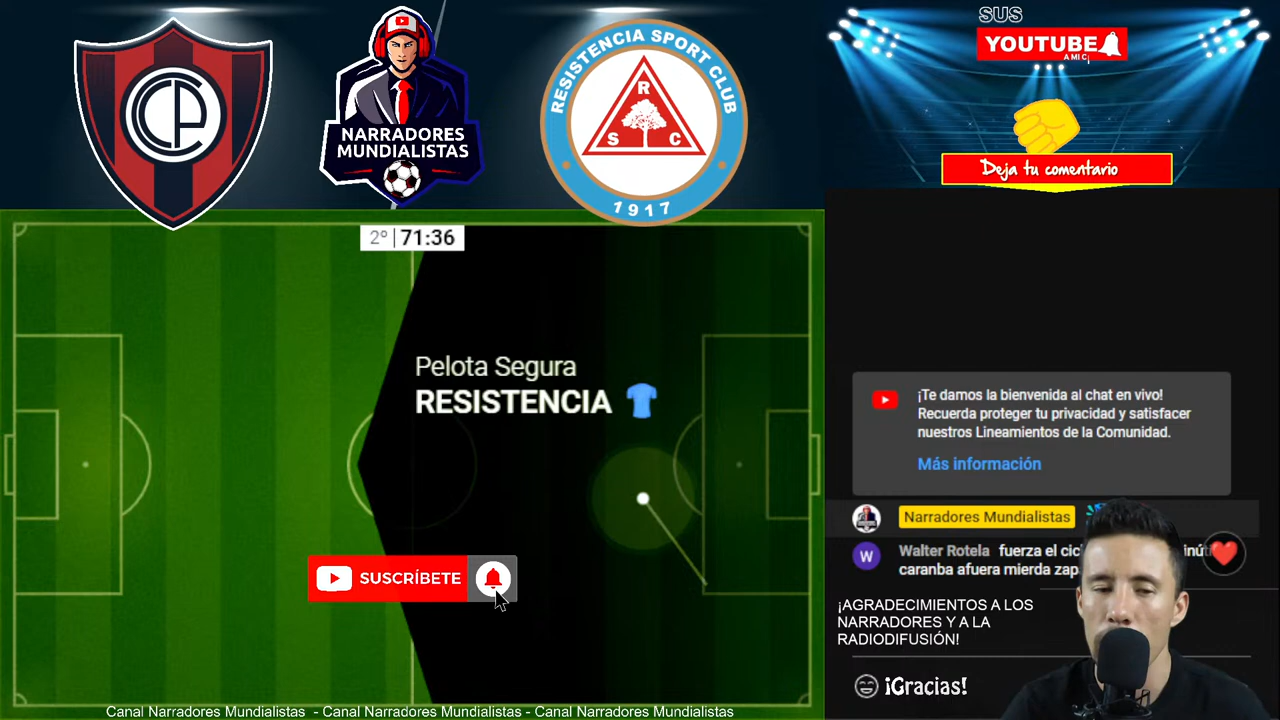 CCP
NARRADORES
MUNDIALISTAS
RESISTENCIA SPORT CLUB
R
S C
1917
SUS
YOUTUBE
Deja tu comentario
2º | 71:36
Pelota Segura
RESISTENCIA
SUSCRÍBETE
¡Te damos la bienvenida al chat en vivo!
Recuerda proteger tu privacidad y satisfacer
nuestros Lineamientos de la Comunidad.
Más información
Narradores Mundialistas
W
Walter Rotela fuerza el
caranba afuera mierda
¡AGRADECIMIENTOS A LOS
NARRADORES Y A LA
RADIODIFUSIÓN!
¡Gracias!
Canal Narradores Mundialistas - Canal Narradores Mundialistas - Canal Narradores Mundialistas